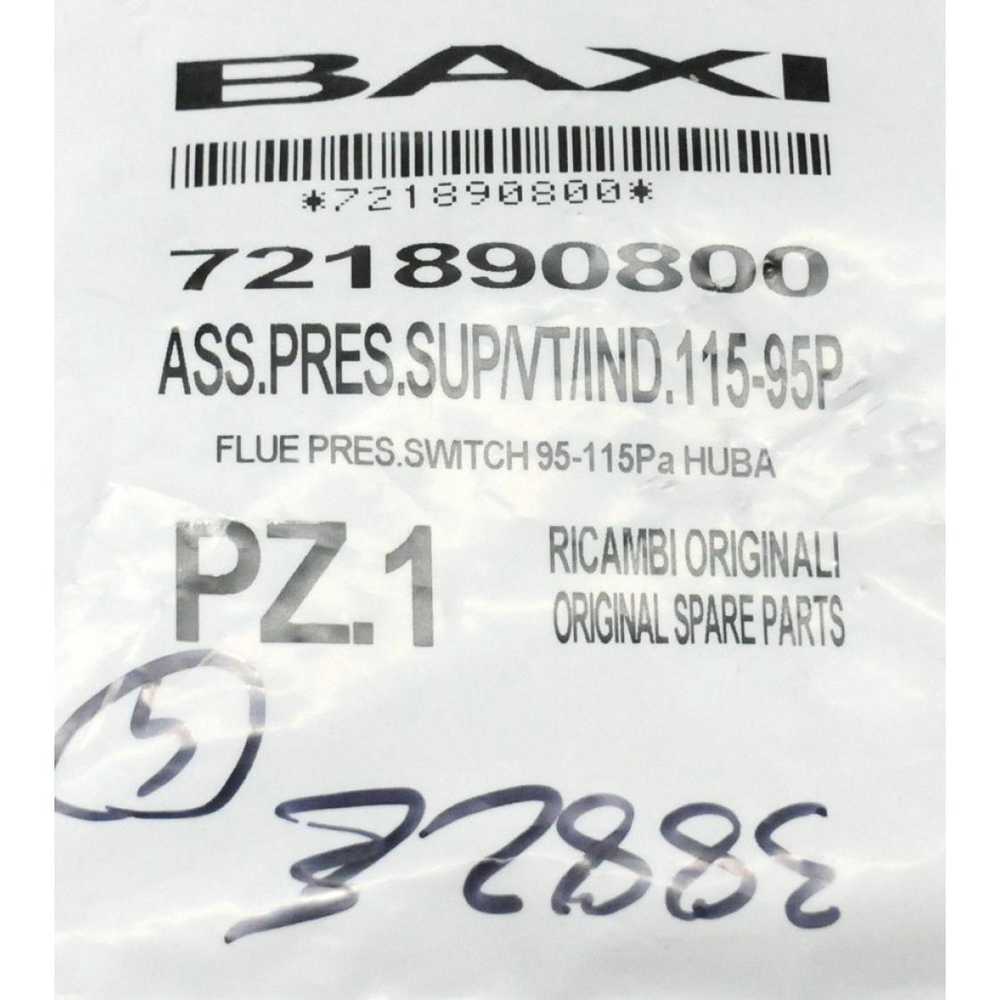 BAXI
*721890800*
721890800
ASS.PRES.SUP/VT/IND.115-95P
FLUE PRES.SWITCH 95-115Pa HUBA
PZ.1
RICAMBI ORIGINALI
ORIGINAL SPARE PARTS
5